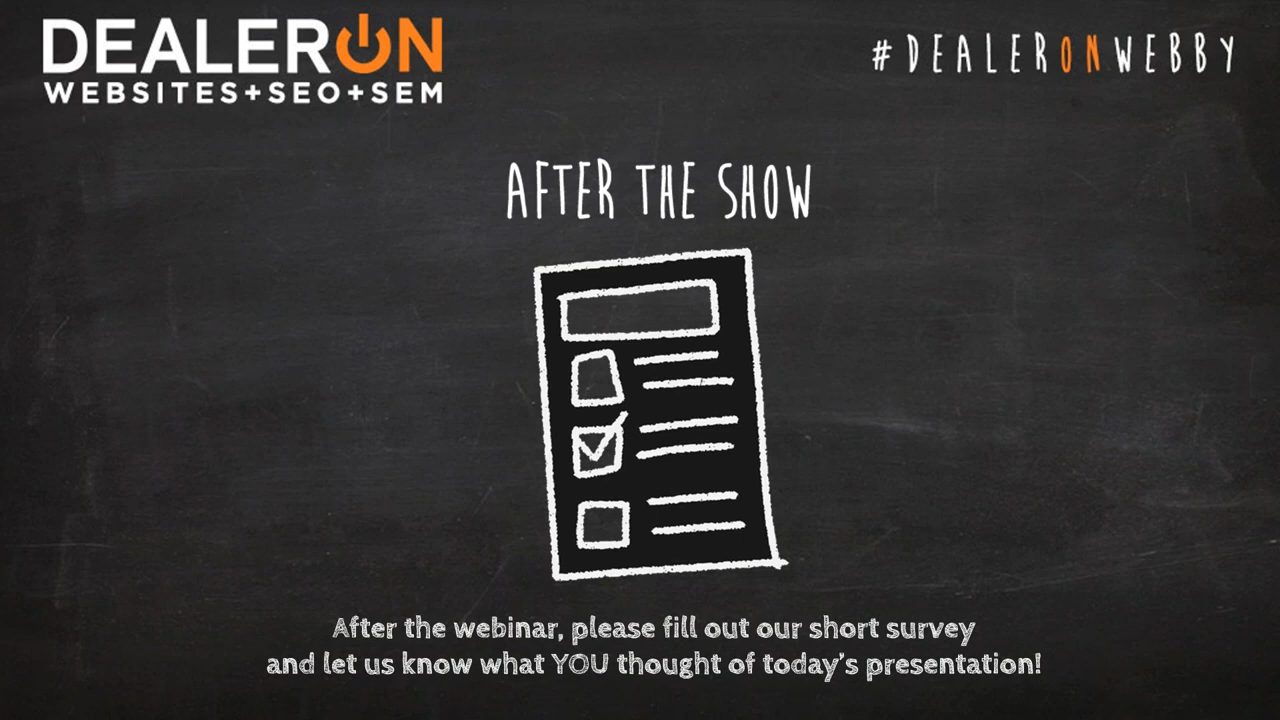 DEALERON
WEBSITES+SEO+SEM
#DEALERONWEBBY
AFTER THE SHOW
After the webinar, please fill out our short survey
and let us know what YOU thought of today's presentation!